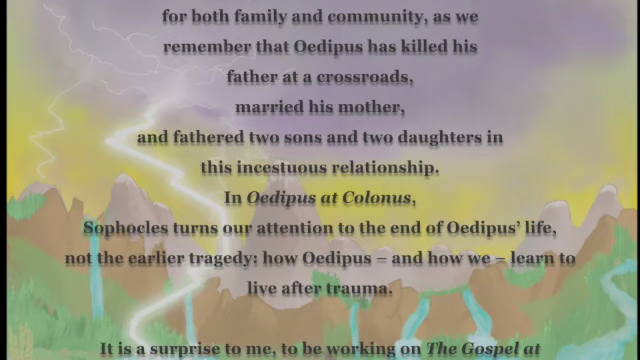 for both family and community, as we
remember that Oedipus has killed his
father at a crossroads,
married his mother,
and fathered two sons and two daughters in
this incestuous relationship.
In Oedipus at Colonus,
Sophocles turns our attention to the end of Oedipus’ life,
not the earlier tragedy: how Oedipus – and how we – learn to
live after trauma.
It is a surprise to me, to be working on The Gospel at